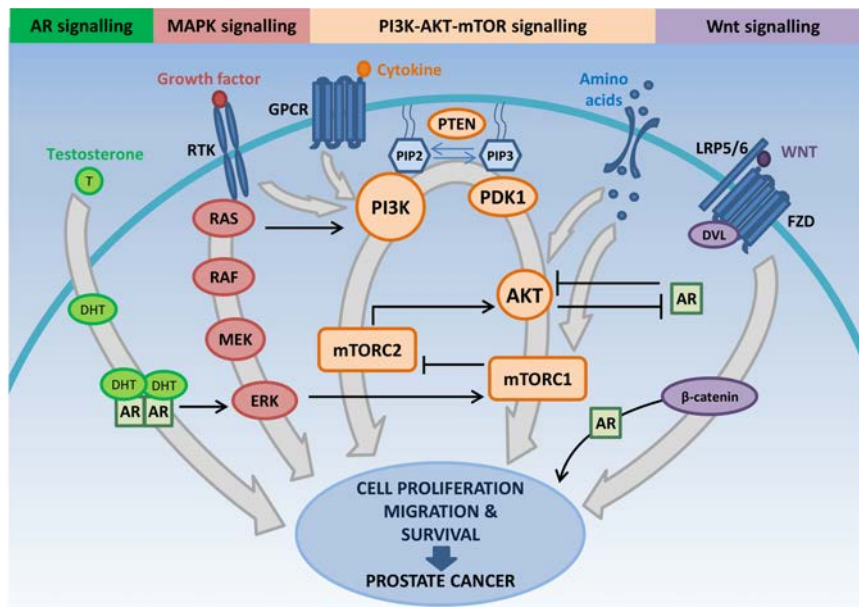 AR signalling
MAPK signalling
PI3K-AKT-mTOR signalling
Wnt signalling
Growth factor
Cytokine
GPCR
Amino
acids
PTEN
RTK
PIP2
PIP3
LRP5/6
WNT
Testosterone
T
PI3K
PDK1
FZD
DVL
RAS
RAF
DHT
AKT
AR
MEK
mTORC2
mTORC1
DHT
DHT
AR
AR
ERK
β-catenin
AR
CELL PROLIFERATION
MIGRATION &
SURVIVAL
PROSTATE CANCER